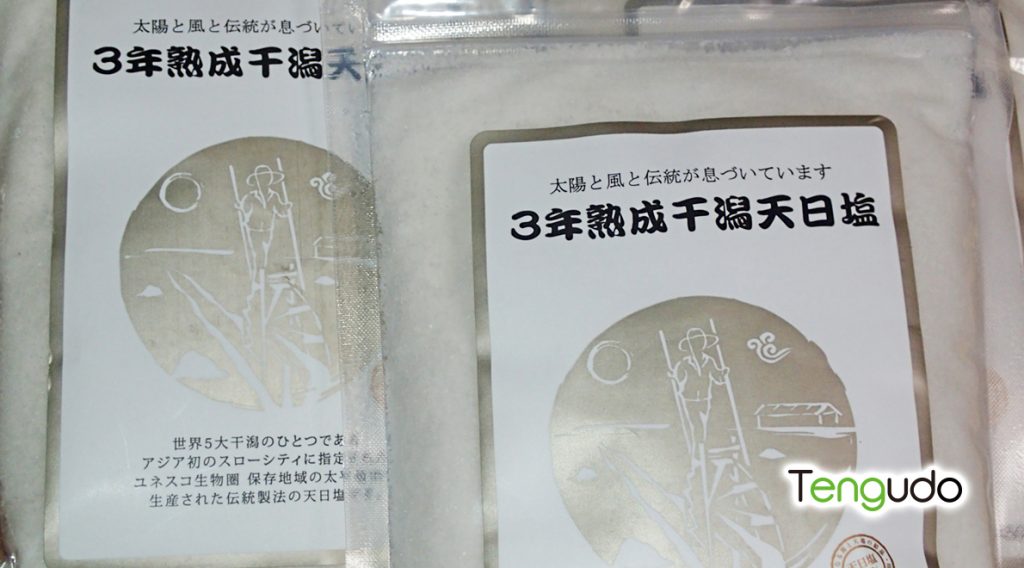 太陽と風と伝統が息づいてい
3年熟成干潟天
世界5大干潟のひとつであ
アジア初のスローシティに指定
ユネスコ生物圏 保存地域の太平
生産された伝統製法の天日塩
太陽と風と伝統が息づいています
3年熟成干潟天日塩
Tengudo
天日塩